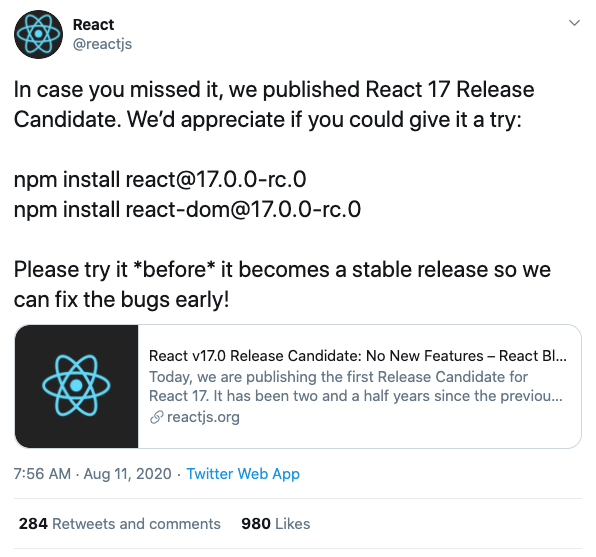 React
@reactjs
In case you missed it, we published React 17 Release
Candidate. We’d appreciate if you could give it a try:
npm install react@17.0.0-rc.0
npm install react-dom@17.0.0-rc.0
Please try it *before* it becomes a stable release so we
can fix the bugs early!
React v17.0 Release Candidate: No New Features – React Bl...
Today, we are publishing the first Release Candidate for
React 17. It has been two and a half years since the previou...
reactjs.org
7:56 AM · Aug 11, 2020 · Twitter Web App
284 Retweets and comments 980 Likes